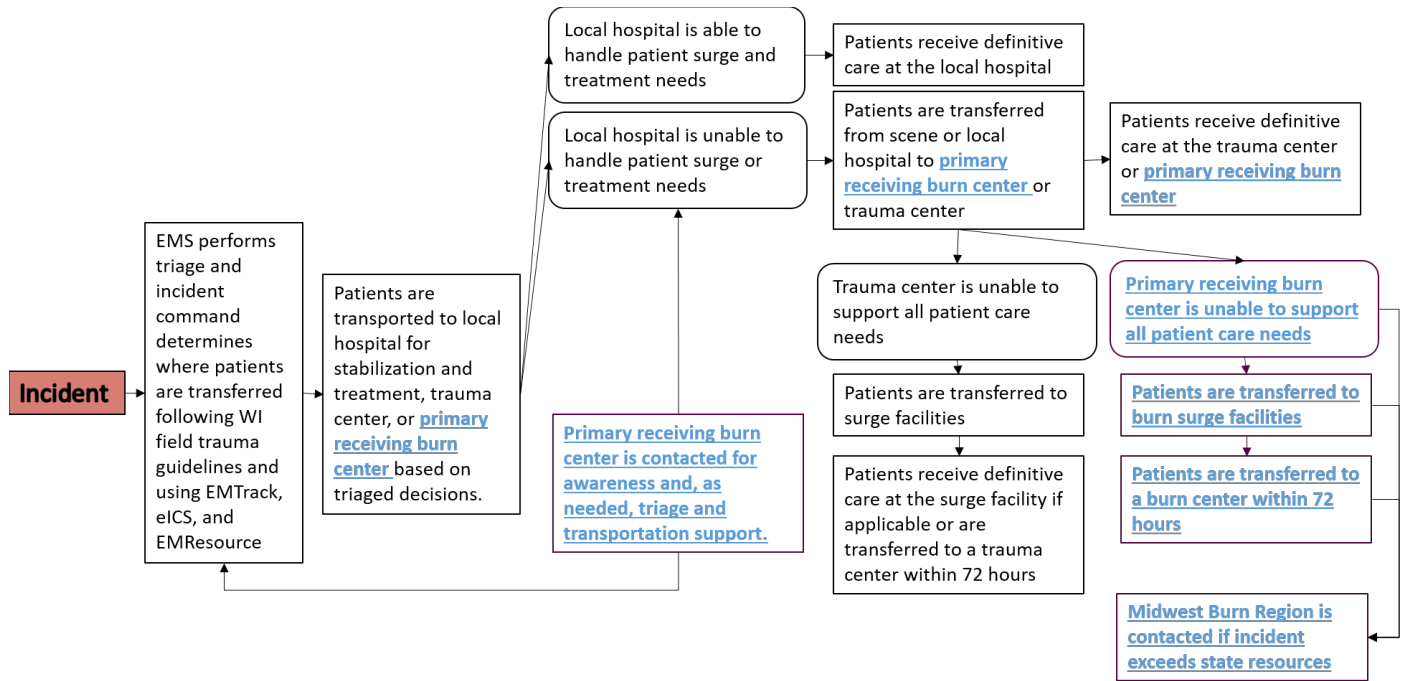 Incident
EMS performs
triage and
incident
command
determines
where patients
are transferred
following WI
field trauma
guidelines and
using EMTrack,
eICS, and
EMResource
Patients are
transported to local
hospital for
stabilization and
treatment, trauma
center, or primary
receiving burn
center based on
triaged decisions.
Local hospital is able to
handle patient surge and
treatment needs
Patients receive definitive
care at the local hospital
Local hospital is unable to
handle patient surge or
treatment needs
Patients are transferred
from scene or local
hospital to primary
receiving burn center or
trauma center
Patients receive definitive
care at the trauma center
or primary receiving burn
center
Primary receiving burn
center is contacted for
awareness and, as
needed, triage and
transportation support.
Trauma center is unable to
support all patient care
needs
Patients are transferred to
surge facilities
Patients receive definitive
care at the surge facility if
applicable or are
transferred to a trauma
center within 72 hours
Primary receiving burn
center is unable to support
all patient care needs
Patients are transferred to
burn surge facilities
Patients are transferred to
a burn center within 72
hours
Midwest Burn Region is
contacted if incident
exceeds state resources